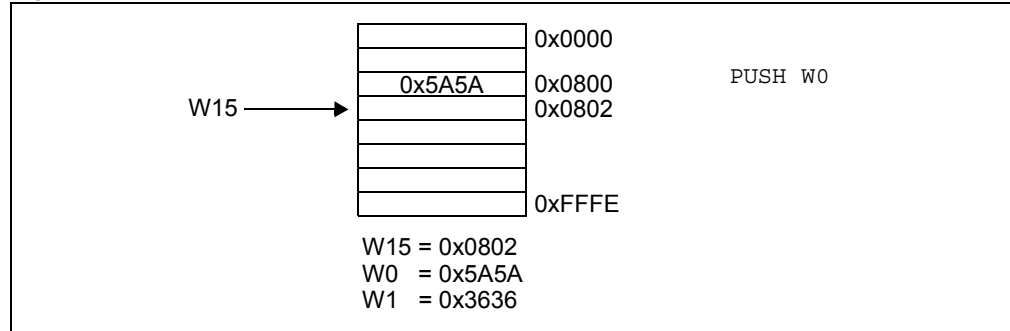 0x0000
0x5A5A 0x0800 PUSH W0
W15 0x0802
0xFFFE
W15 = 0x0802
W0 = 0x5A5A
W1 = 0x3636